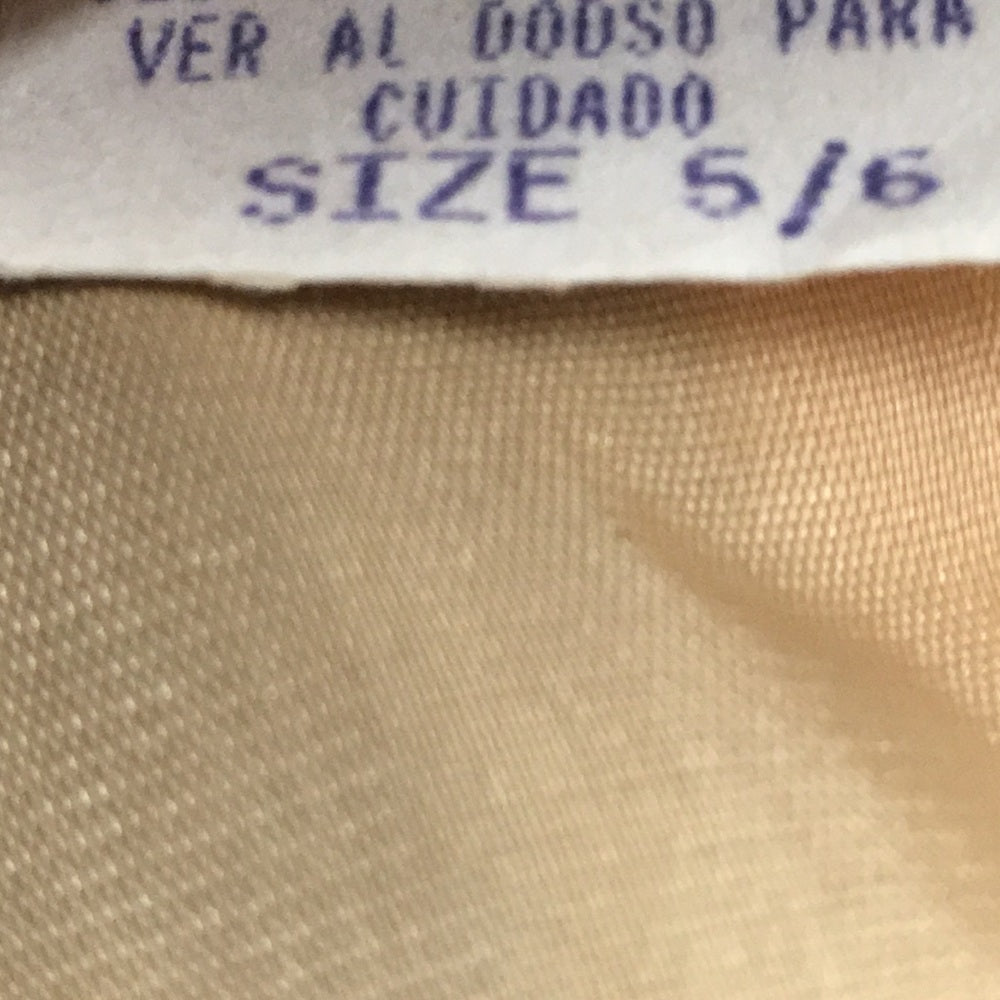 VER AL DODSO PARA
CUIDADO
SIZE 5/6